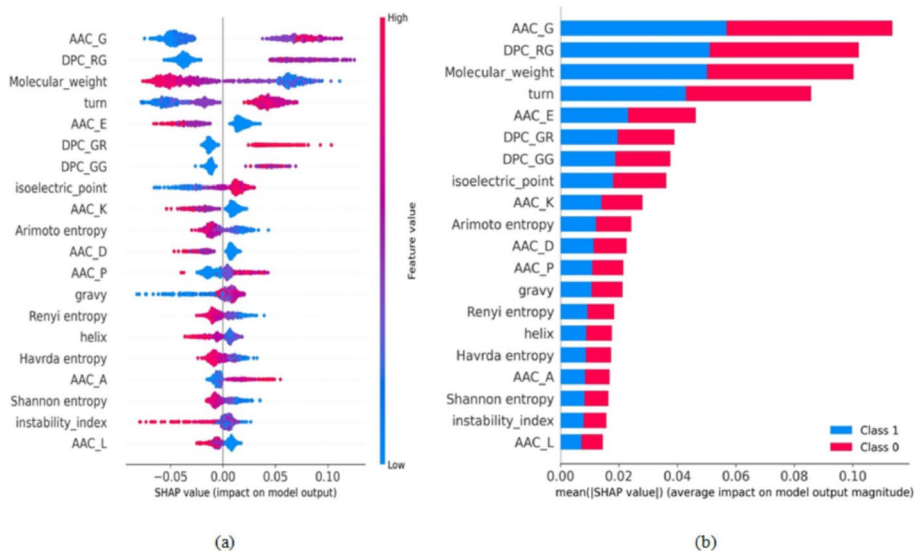 High
AAC_G
DPC_RG
Molecular_weight
turn
AAC_E
DPC_GR
DPC_GG
isoelectric_point
AAC_K
Arimoto entropy
AAC_D
AAC_P
gravy
Renyi entropy
helix
Havrda entropy
AAC_A
Shannon entropy
instability_index
AAC_L
Low
Feature value
−0.05 0.00 0.05 0.10
SHAP value (impact on model output)
(a)
AAC_G
DPC_RG
Molecular_weight
turn
AAC_E
DPC_GR
DPC_GG
isoelectric_point
AAC_K
Arimoto entropy
AAC_D
AAC_P
gravy
Renyi entropy
helix
Havrda entropy
AAC_A
Shannon entropy
instability_index
AAC_L
Class 1
Class 0
0.00 0.02 0.04 0.06 0.08 0.10
mean(|SHAP value|) (average impact on model output magnitude)
(b)